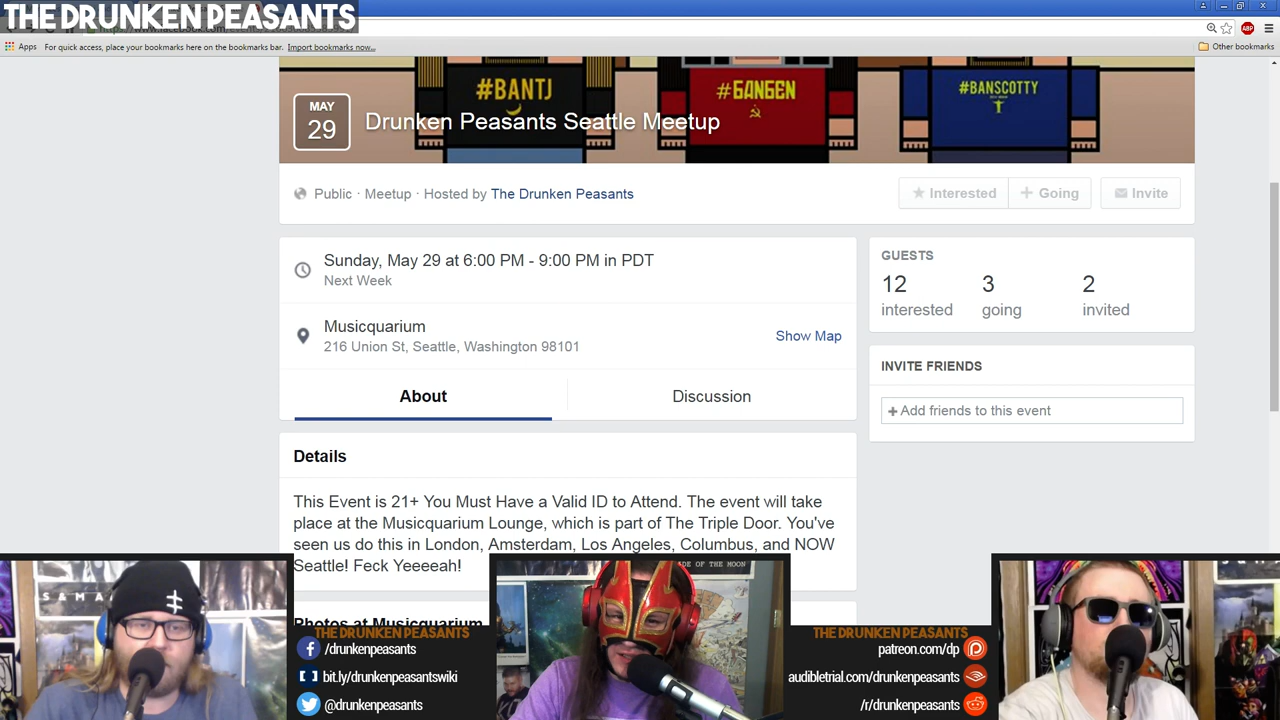 THE DRUNKEN PEASANTS
Apps For quick access, place your bookmarks here on the bookmarks bar. Import bookmarks now...
Other bookmarks
ABP
#BANTJ
#БANБEN
#BANSCOTTY
MAY
29
Drunken Peasants Seattle Meetup
Public · Meetup · Hosted by The Drunken Peasants
Interested
Going
Invite
Sunday, May 29 at 6:00 PM - 9:00 PM in PDT
Next Week
Musicquarium
216 Union St, Seattle, Washington 98101
Show Map
About
Discussion
GUESTS
12 3 2
interested going invited
INVITE FRIENDS
+ Add friends to this event
Details
This Event is 21+ You Must Have a Valid ID to Attend. The event will take
place at the Musicquarium Lounge, which is part of The Triple Door. You've
seen us do this in London, Amsterdam, Los Angeles, Columbus, and NOW
Seattle! Feck Yeeeeah!
Photos at Musicquarium
THE DRUNKEN PEASANTS
/drunkenpeasants
bit.ly/drunkenpeasantswiki
@drunkenpeasants
OF THE MOON
THE DRUNKEN PEASANTS
patreon.com/dp
audibletrial.com/drunkenpeasants
/r/drunkenpeasants